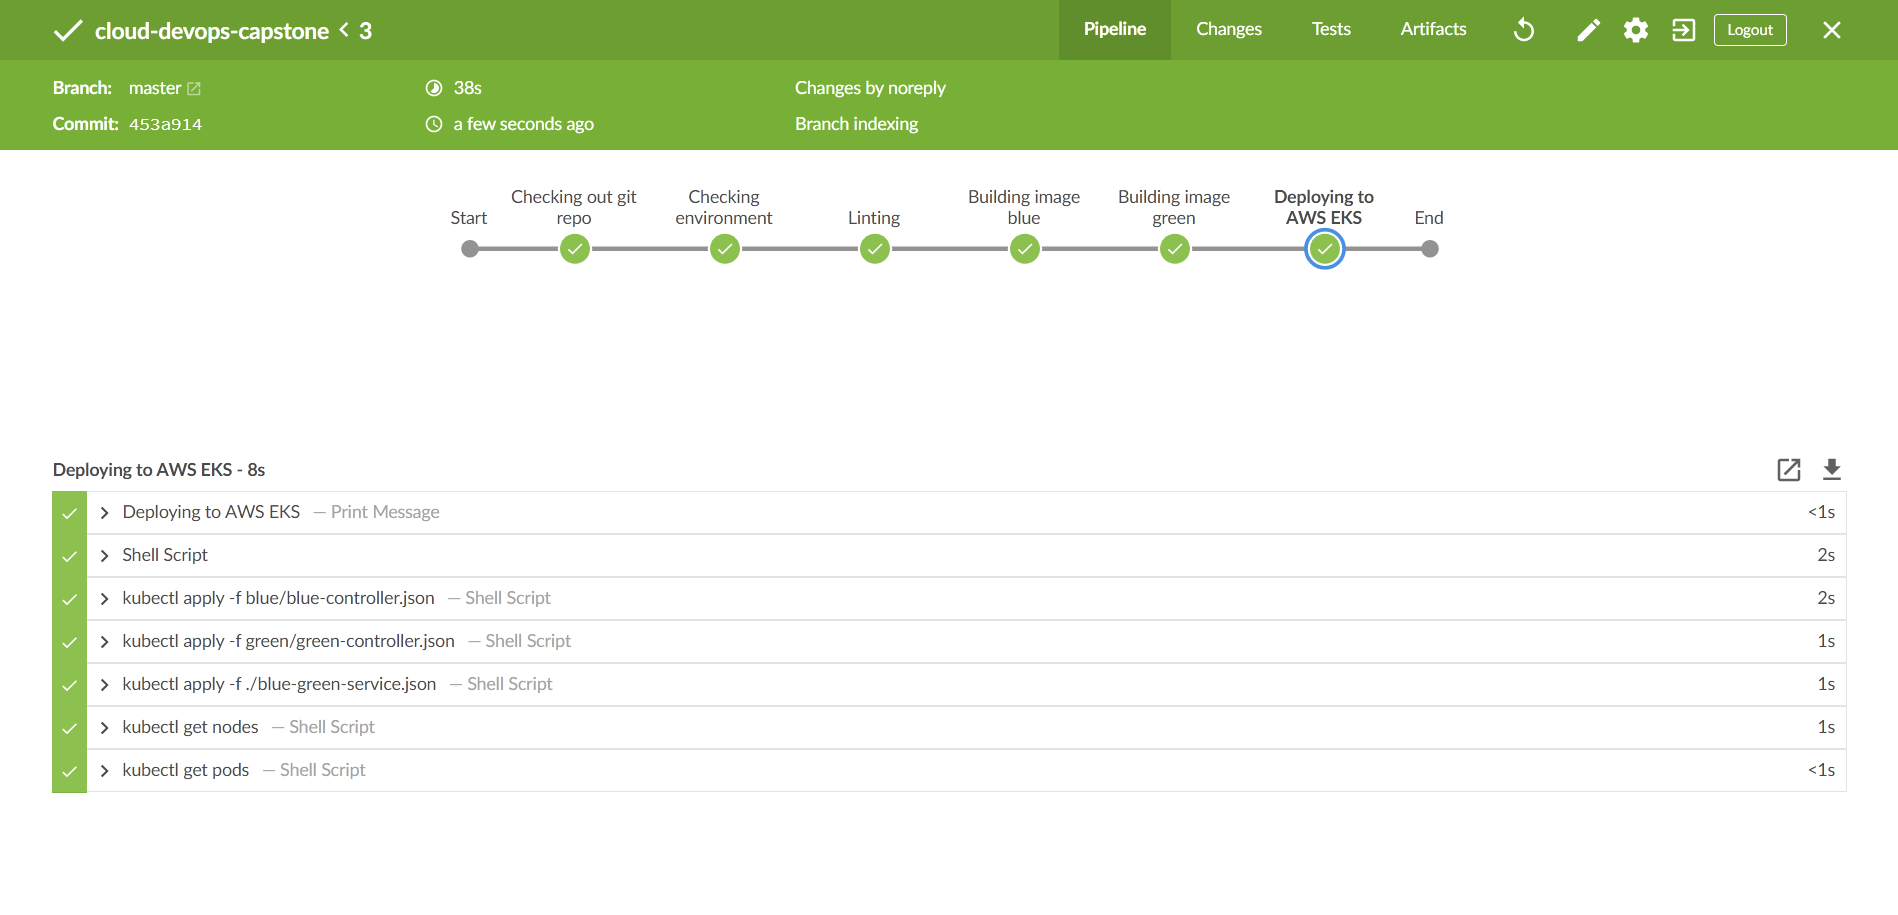 cloud-devops-capstone < 3
Pipeline
Changes
Tests
Artifacts
Logout
Branch: master
38s
Changes by noreply
Commit: 453a914
a few seconds ago
Branch indexing
Start
Checking out git
repo
Checking
environment
Linting
Building image
blue
Building image
green
Deploying to
AWS EKS
End
Deploying to AWS EKS - 8s
Deploying to AWS EKS — Print Message <1s
Shell Script 2s
kubectl apply -f blue/blue-controller.json — Shell Script 2s
kubectl apply -f green/green-controller.json — Shell Script 1s
kubectl apply -f ./blue-green-service.json — Shell Script 1s
kubectl get nodes — Shell Script 1s
kubectl get pods — Shell Script <1s